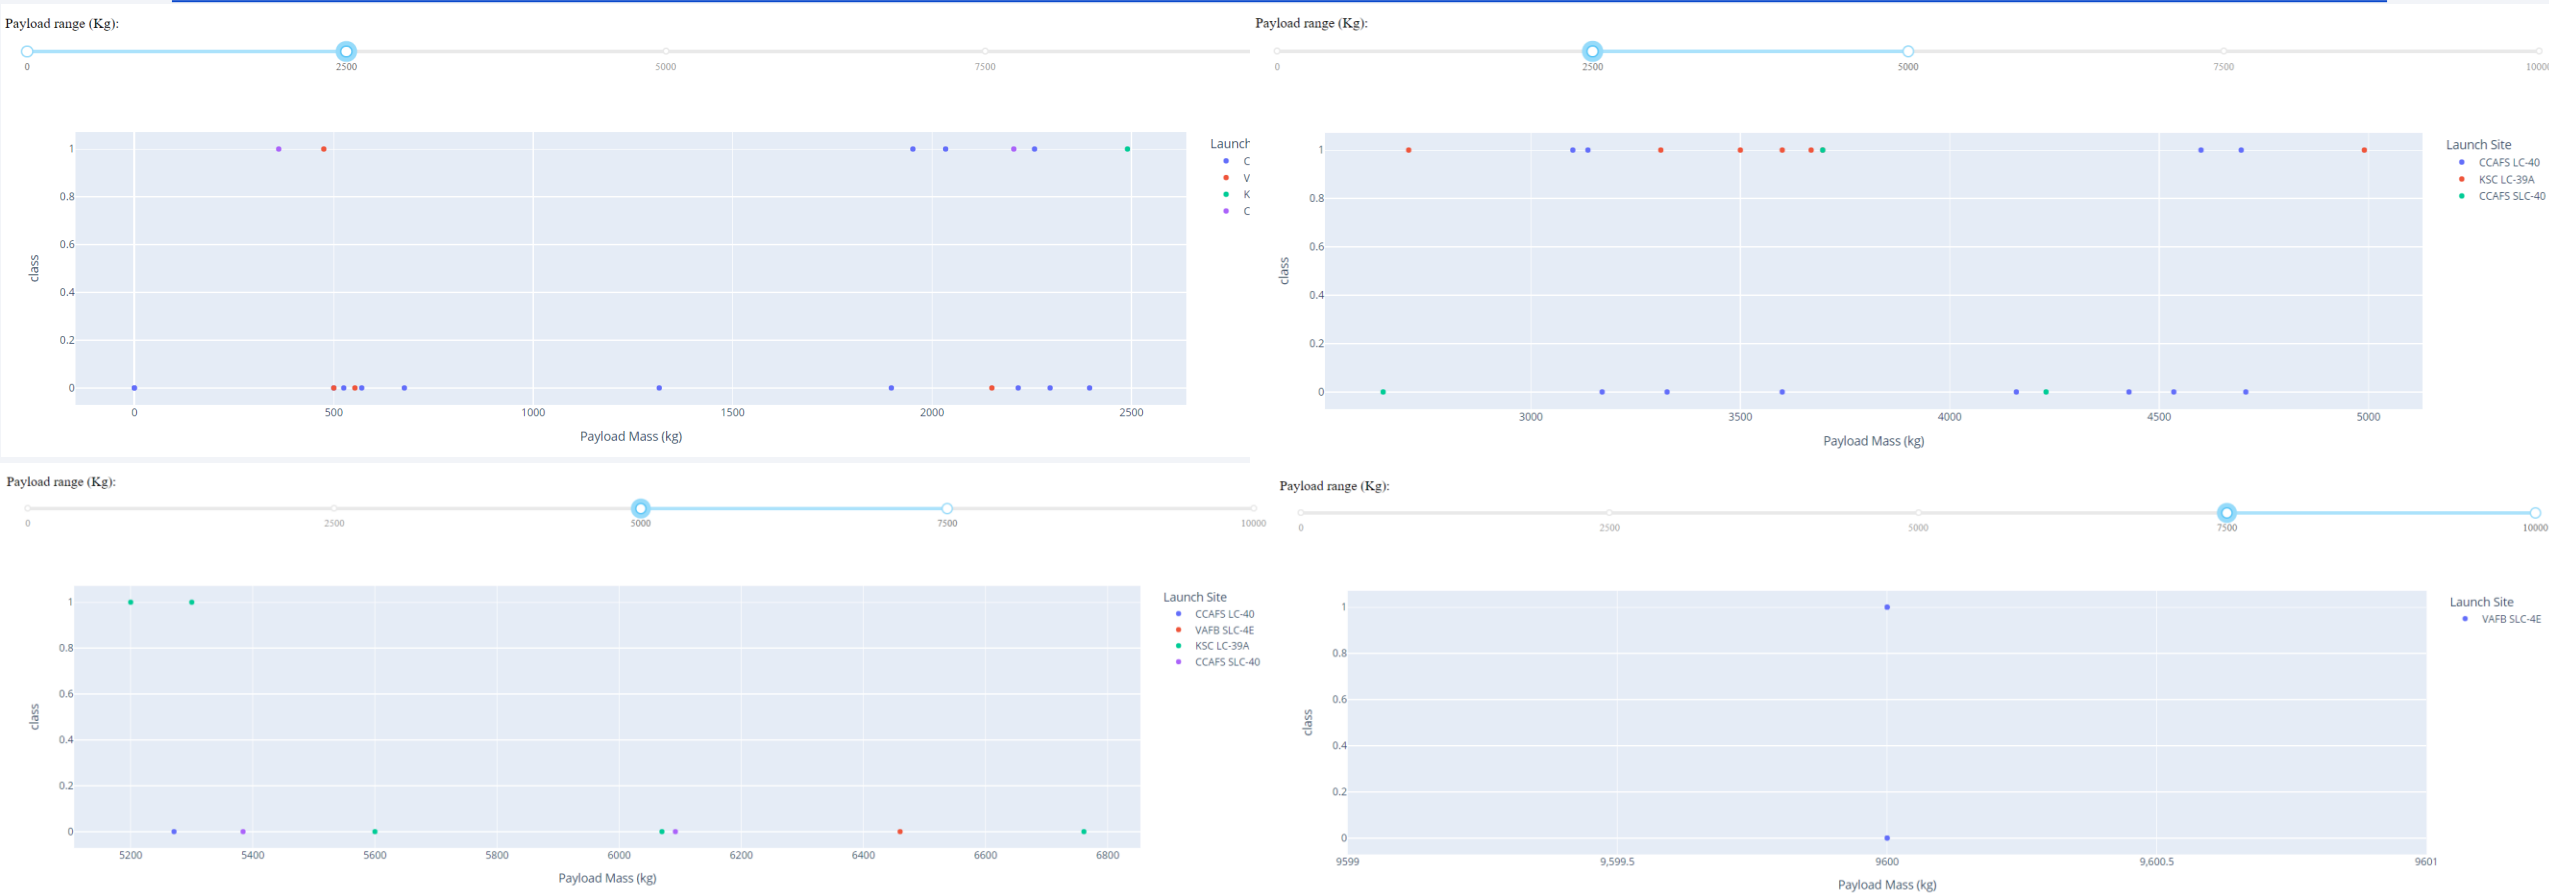 Payload range (Kg):
0 2500 5000 7500
Launch
C
V
K
C
1
0.8
0.6
0.4
0.2
0
class
0 500 1000 1500 2000 2500
Payload Mass (kg)
Payload range (Kg):
0 2500 5000 7500 1000
Launch Site
CCAFS LC-40
KSC LC-39A
CCAFS SLC-40
1
0.8
0.6
0.4
0.2
0
class
3000 3500 4000 4500 5000
Payload Mass (kg)
Payload range (Kg):
0 2500 5000 7500 10000
Launch Site
CCAFS LC-40
VAFB SLC-4E
KSC LC-39A
CCAFS SLC-40
1
0.8
0.6
0.4
0.2
0
class
5200 5400 5600 5800 6000 6200 6400 6600 6800
Payload Mass (kg)
Payload range (Kg):
0 2500 5000 7500 10000
Launch Site
VAFB SLC-4E
1
0.8
0.6
0.4
0.2
0
class
9599 9,599.5 9600 9,600.5 9601
Payload Mass (kg)